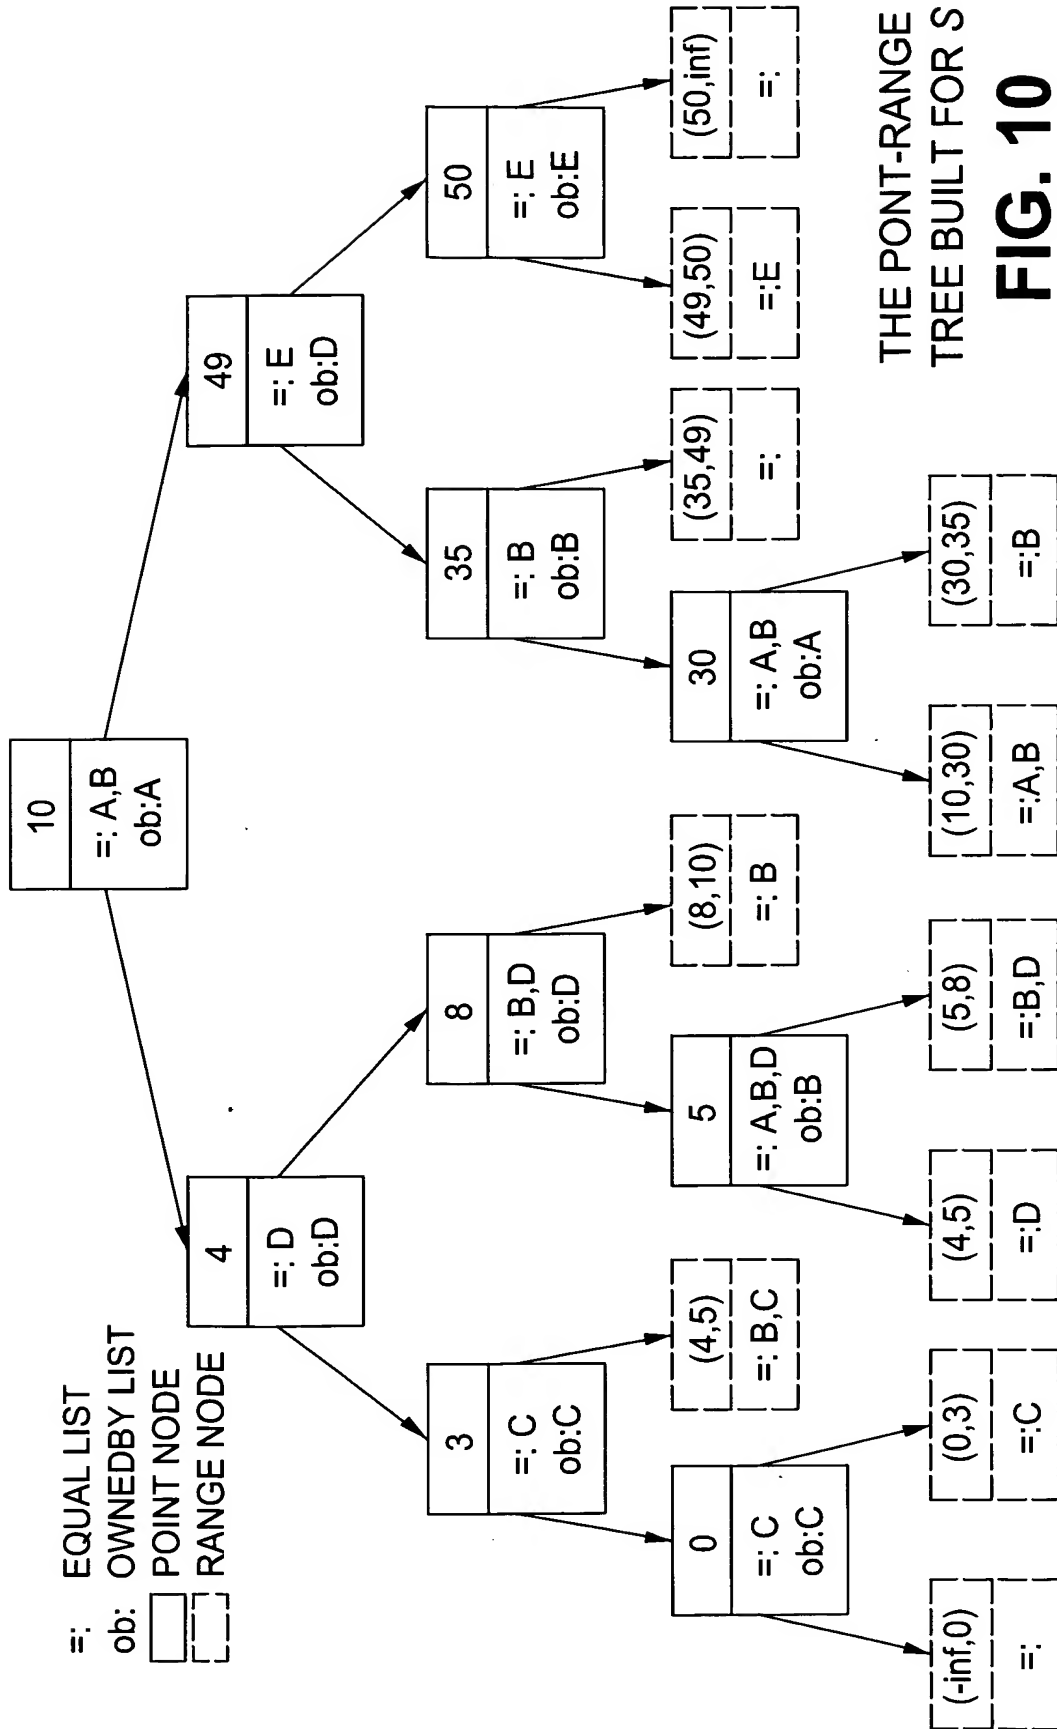 =: EQUAL LIST
ob: OWNEDBY LIST
POINT NODE
RANGE NODE
10
=: A,B
ob:A
4
=: D
ob:D
49
=: E
ob:D
3
=: C
ob:C
8
=: B,D
ob:D
35
=: B
ob:B
50
=: E
ob:E
0
=: C
ob:C
(4,5)
=: B,C
5
=: A,B,D
ob:B
(8,10)
=: B
30
=: A,B
ob:A
(35,49)
=:
(49,50)
=:E
(50,inf)
=:
(-inf,0)
=:
(0,3)
=:C
(4,5)
=:D
(5,8)
=:B,D
(10,30)
=:A,B
(30,35)
=:B
THE PONT-RANGE
TREE BUILT FOR S
FIG. 10